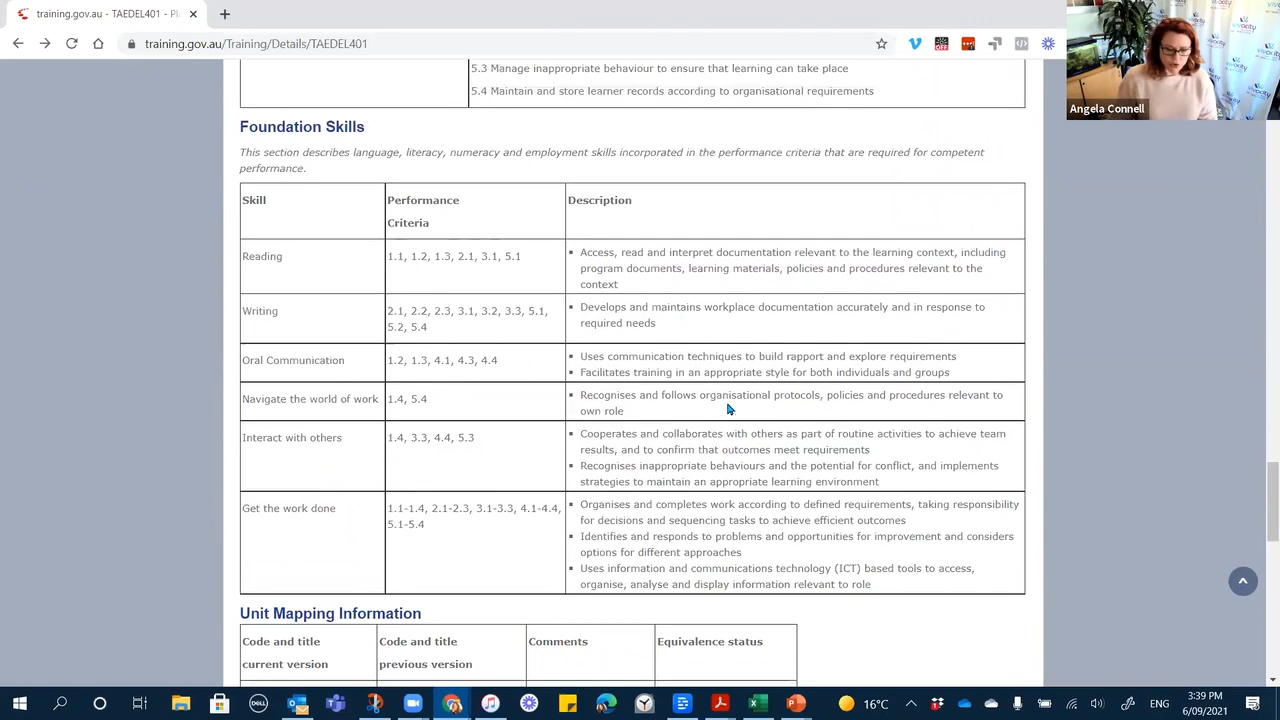 training.gov.au - TAEDEL401 - Pl
training.gov.au/Training/Details/TAEDEL401
OFF
vivacity
Angela Connell
5.3 Manage inappropriate behaviour to ensure that learning can take place
5.4 Maintain and store learner records according to organisational requirements
Foundation Skills
This section describes language, literacy, numeracy and employment skills incorporated in the performance criteria that are required for competent
performance.
Skill
Performance
Criteria
Description
Reading
1.1, 1.2, 1.3, 2.1, 3.1, 5.1
Access, read and interpret documentation relevant to the learning context, including
program documents, learning materials, policies and procedures relevant to the
context
Writing
2.1, 2.2, 2.3, 3.1, 3.2, 3.3, 5.1,
5.2, 5.4
Develops and maintains workplace documentation accurately and in response to
required needs
Oral Communication
1.2, 1.3, 4.1, 4.3, 4.4
Uses communication techniques to build rapport and explore requirements
Facilitates training in an appropriate style for both individuals and groups
Navigate the world of work
1.4, 5.4
Recognises and follows organisational protocols, policies and procedures relevant to
own role
Interact with others
1.4, 3.3, 4.4, 5.3
Cooperates and collaborates with others as part of routine activities to achieve team
results, and to confirm that outcomes meet requirements
Recognises inappropriate behaviours and the potential for conflict, and implements
strategies to maintain an appropriate learning environment
Get the work done
1.1-1.4, 2.1-2.3, 3.1-3.3, 4.1-4.4,
5.1-5.4
Organises and completes work according to defined requirements, taking responsibility
for decisions and sequencing tasks to achieve efficient outcomes
Identifies and responds to problems and opportunities for improvement and considers
options for different approaches
Uses information and communications technology (ICT) based tools to access,
organise, analyse and display information relevant to role
Unit Mapping Information
Code and title
current version
Code and title
previous version
Comments
Equivalence status
DELL
16°C
3:39 PM
6/09/2021